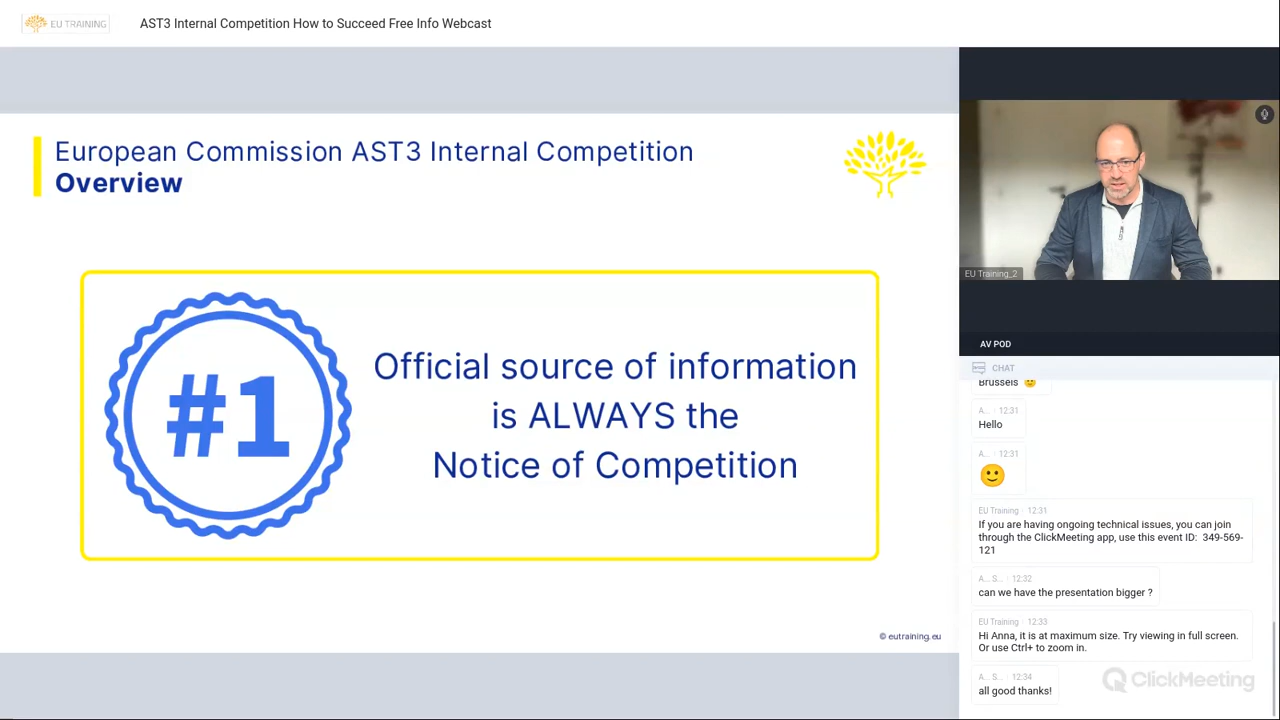 EU TRAINING
AST3 Internal Competition How to Succeed Free Info Webcast
European Commission AST3 Internal Competition
Overview
#1
Official source of information
is ALWAYS the
Notice of Competition
© eutraining.eu
EU Training_2
AV POD
CHAT
Brussels 🙂
A... · 12:31
Hello
A... · 12:31
🙂
EU Training · 12:31
If you are having ongoing technical issues, you can join
through the ClickMeeting app, use this event ID: 349-569-
121
A... S... · 12:32
can we have the presentation bigger ?
EU Training · 12:33
Hi Anna, it is at maximum size. Try viewing in full screen.
Or use Ctrl+ to zoom in.
A... S... · 12:34
all good thanks!
ClickMeeting